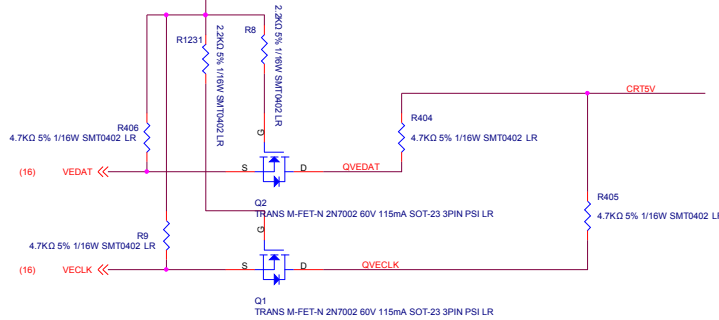 R1231
2.2KΩ 5% 1/16W SMT0402 LR
R8
2.2KΩ 5% 1/16W SMT0402 LR
CRT5V
R406
4.7KΩ 5% 1/16W SMT0402 LR
R404
4.7KΩ 5% 1/16W SMT0402 LR
G
(16) VEDAT S D QVEDAT
R405
4.7KΩ 5% 1/16W SMT0402 LF
Q2
TRANS M-FET-N 2N7002 60V 115mA SOT-23 3PIN PSI LR
G
R9
4.7KΩ 5% 1/16W SMT0402 LR
(16) VECLK S D QVECLK
Q1
TRANS M-FET-N 2N7002 60V 115mA SOT-23 3PIN PSI LR